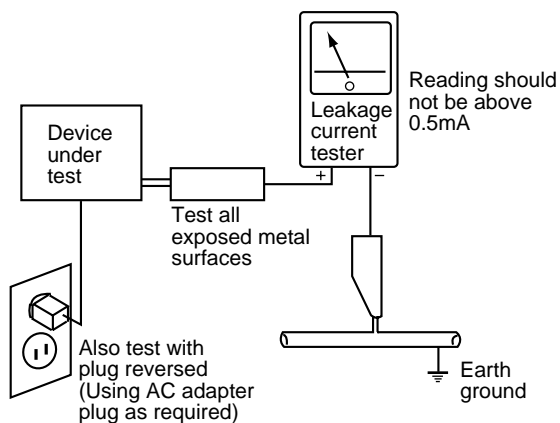 Leakage
current
tester
+
−
Reading should
not be above
0.5mA
Device
under
test
Test all
exposed metal
surfaces
Also test with
plug reversed
(Using AC adapter
plug as required)
Earth
ground